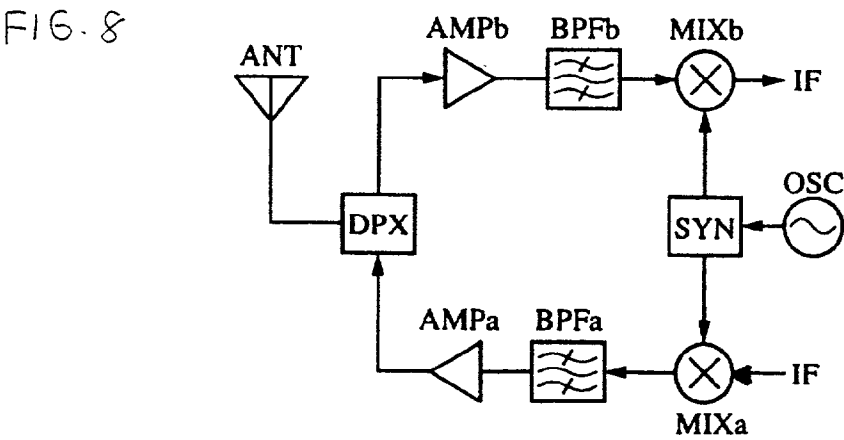 FIG. 8
ANT
AMPb
BPFb
MIXb
IF
DPX
SYN
OSC
AMPa
BPFa
IF
MIXa